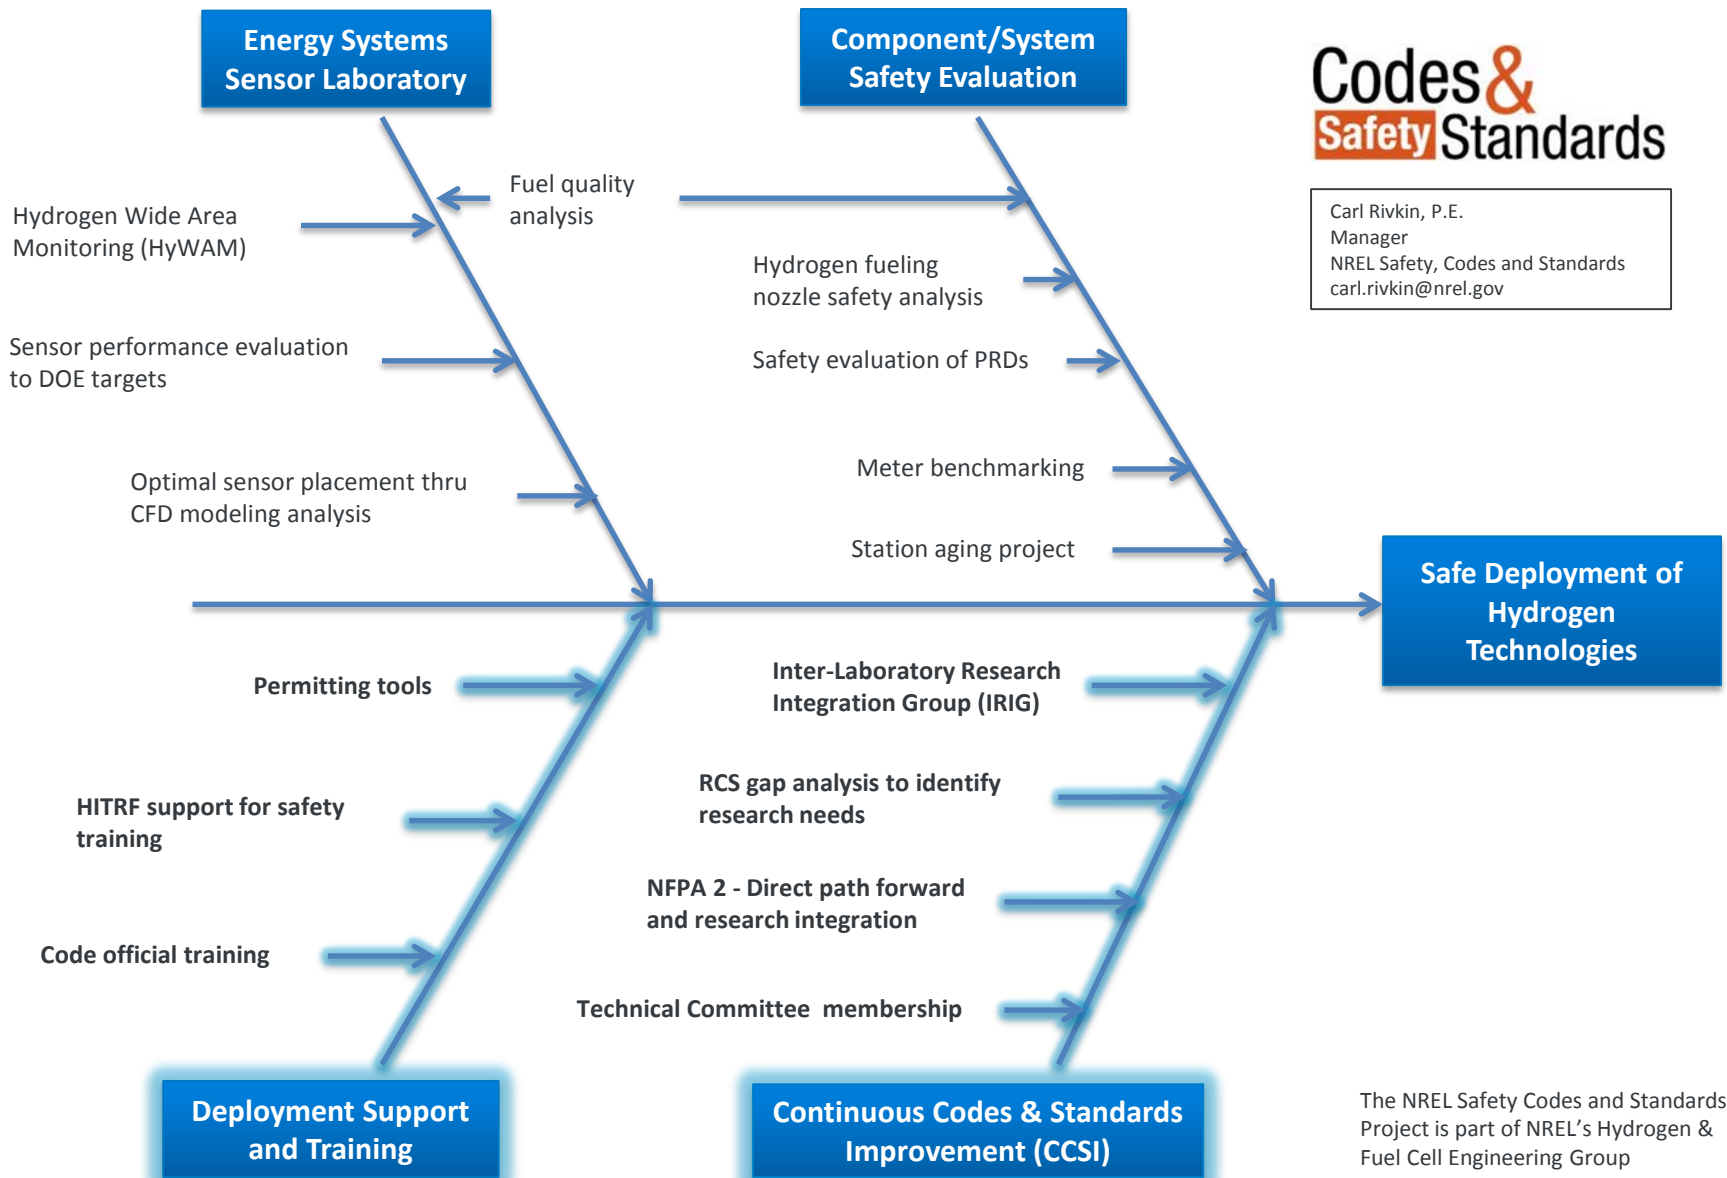 Energy Systems
Sensor Laboratory
Component/System
Safety Evaluation
Codes&
Safety Standards
Carl Rivkin, P.E.
Manager
NREL Safety, Codes and Standards
carl.rivkin@nrel.gov
Fuel quality
analysis
Hydrogen Wide Area
Monitoring (HyWAM)
Hydrogen fueling
nozzle safety analysis
Sensor performance evaluation
to DOE targets
Safety evaluation of PRDs
Optimal sensor placement thru
CFD modeling analysis
Meter benchmarking
Station aging project
Safe Deployment of
Hydrogen
Technologies
Permitting tools
Inter-Laboratory Research
Integration Group (IRIG)
HITRF support for safety
training
RCS gap analysis to identify
research needs
NFPA 2 - Direct path forward
and research integration
Code official training
Technical Committee  membership
Deployment Support
and Training
Continuous Codes & Standards
Improvement (CCSI)
The NREL Safety Codes and Standards
Project is part of NREL's Hydrogen &
Fuel Cell Engineering Group